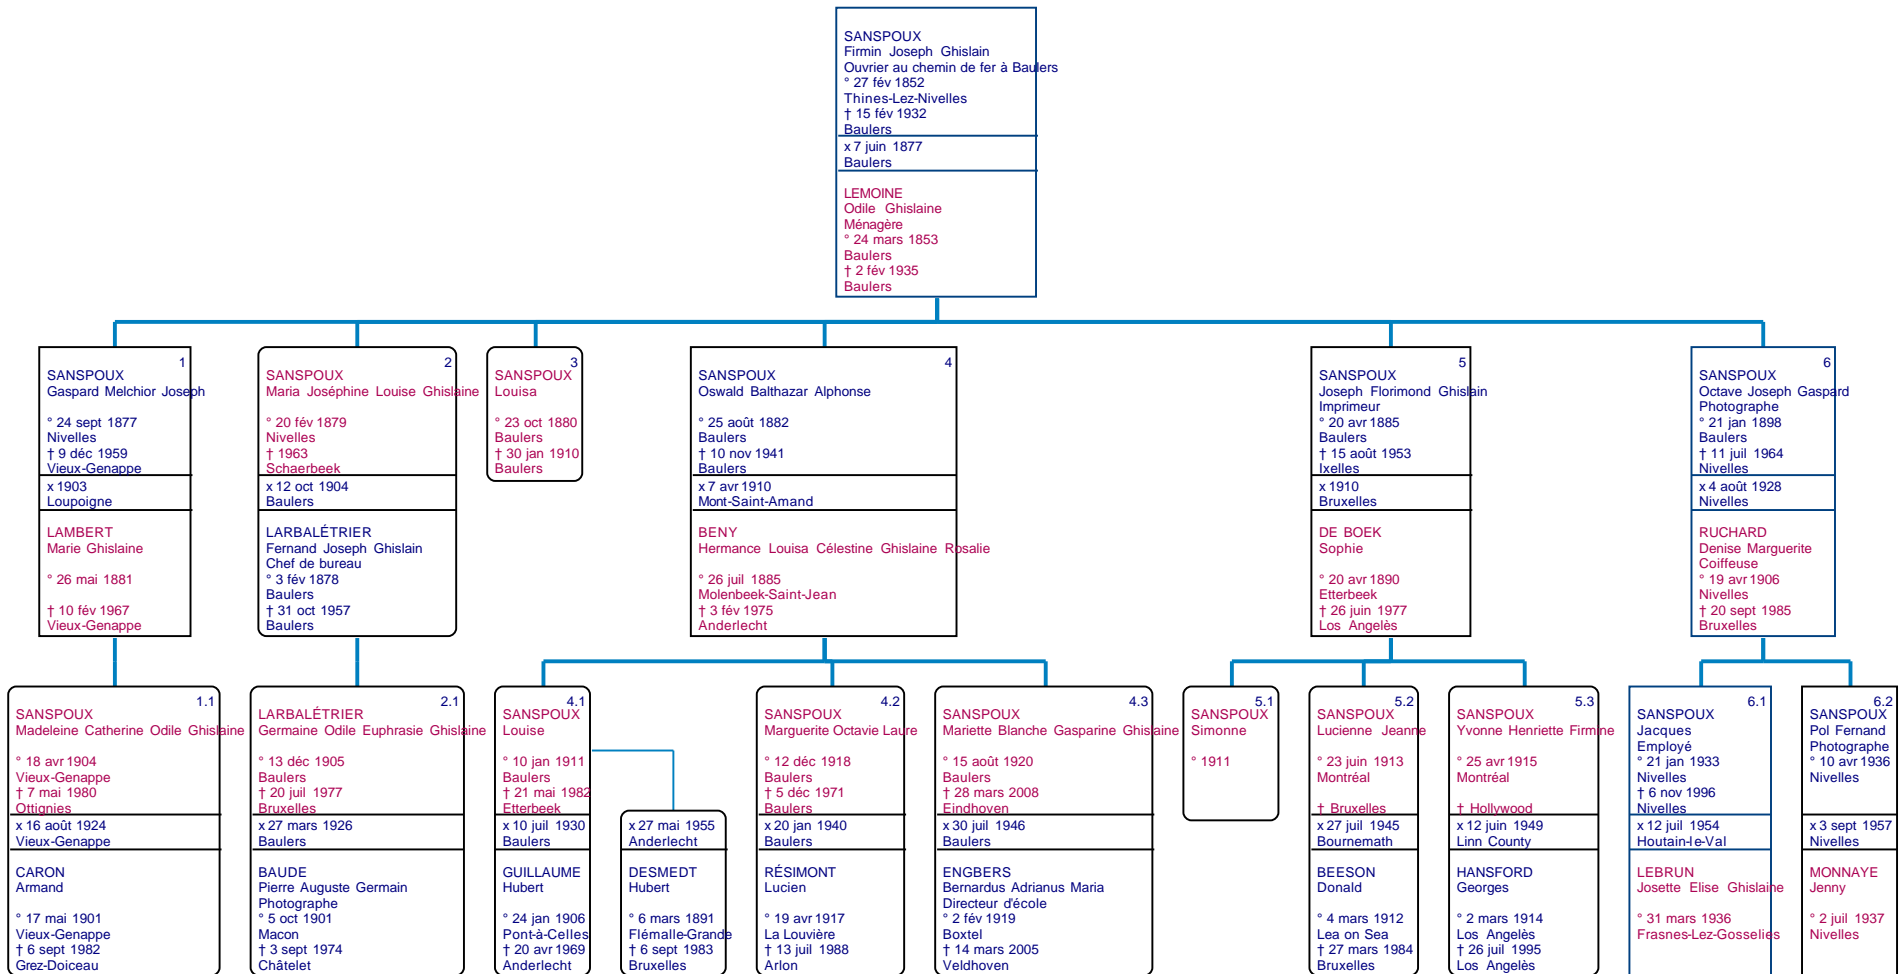 SANSPOUX
Firmin Joseph Ghislain
Ouvrier au chemin de fer à Baulers
° 27 fév 1852
Thines-Lez-Nivelles
† 15 fév 1932
Baulers
x 7 juin 1877
Baulers
LEMOINE
Odile Ghislaine
Ménagère
° 24 mars 1853
Baulers
† 2 fév 1935
Baulers
1
SANSPOUX
Gaspard Melchior Joseph
° 24 sept 1877
Nivelles
† 9 déc 1959
Vieux-Genappe
x 1903
Loupoigne
LAMBERT
Marie Ghislaine
° 26 mai 1881
† 10 fév 1967
Vieux-Genappe
2
SANSPOUX
Maria Joséphine Louise Ghislaine
° 20 fév 1879
Nivelles
† 1963
Schaerbeek
x 12 oct 1904
Baulers
LARBALÉTRIER
Fernand Joseph Ghislain
Chef de bureau
° 3 fév 1878
Baulers
† 31 oct 1957
Baulers
3
SANSPOUX
Louisa
° 23 oct 1880
Baulers
† 30 jan 1910
Baulers
4
SANSPOUX
Oswald Balthazar Alphonse
° 25 août 1882
Baulers
† 10 nov 1941
Baulers
x 7 avr 1910
Mont-Saint-Amand
BENY
Hermance Louisa Célestine Ghislaine Rosalie
° 26 juil 1885
Molenbeek-Saint-Jean
† 3 fév 1975
Anderlecht
5
SANSPOUX
Joseph Florimond Ghislain
Imprimeur
° 20 avr 1885
Baulers
† 15 août 1953
Ixelles
x 1910
Bruxelles
DE BOEK
Sophie
° 20 avr 1890
Etterbeek
† 26 juin 1977
Los Angelès
6
SANSPOUX
Octave Joseph Gaspard
Photographe
° 21 jan 1898
Baulers
† 11 juil 1964
Nivelles
x 4 août 1928
Nivelles
RUCHARD
Denise Marguerite
Coiffeuse
° 19 avr 1906
Nivelles
† 20 sept 1985
Bruxelles
1.1
SANSPOUX
Madeleine Catherine Odile Ghislaine
° 18 avr 1904
Vieux-Genappe
† 7 mai 1980
Ottignies
x 16 août 1924
Vieux-Genappe
CARON
Armand
° 17 mai 1901
Vieux-Genappe
† 6 sept 1982
Grez-Doiceau
2.1
LARBALÉTRIER
Germaine Odile Euphrasie Ghislaine
° 13 déc 1905
Baulers
† 20 juil 1977
Bruxelles
x 27 mars 1926
Baulers
BAUDE
Pierre Auguste Germain
Photographe
° 5 oct 1901
Macon
† 3 sept 1974
Châtelet
4.1
SANSPOUX
Louise
° 10 jan 1911
Baulers
† 21 mai 1982
Etterbeek
x 10 juil 1930
Baulers
GUILLAUME
Hubert
° 24 jan 1906
Pont-à-Celles
† 20 avr 1969
Anderlecht
x 27 mai 1955
Anderlecht
DESMEDT
Hubert
° 6 mars 1891
Flémalle-Grande
† 6 sept 1983
Bruxelles
4.2
SANSPOUX
Marguerite Octavie Laure
° 12 déc 1918
Baulers
† 5 déc 1971
Baulers
x 20 jan 1940
Baulers
RÉSIMONT
Lucien
° 19 avr 1917
La Louvière
† 13 juil 1988
Arlon
4.3
SANSPOUX
Mariette Blanche Gasparine Ghislaine
° 15 août 1920
Baulers
† 28 mars 2008
Eindhoven
x 30 juil 1946
Baulers
ENGBERS
Bernardus Adrianus Maria
Directeur d'école
° 2 fév 1919
Boxtel
† 14 mars 2005
Veldhoven
5.1
SANSPOUX
Simonne
° 1911
5.2
SANSPOUX
Lucienne Jeanne
° 23 juin 1913
Montréal
† Bruxelles
x 27 juil 1945
Bournemath
BEESON
Donald
° 4 mars 1912
Lea on Sea
† 27 mars 1984
Bruxelles
5.3
SANSPOUX
Yvonne Henriette Firmine
° 25 avr 1915
Montréal
† Hollywood
x 12 juin 1949
Linn County
HANSFORD
Georges
° 2 mars 1914
Los Angelès
† 26 juil 1995
Los Angelès
6.1
SANSPOUX
Jacques
Employé
° 21 jan 1933
Nivelles
† 6 nov 1996
Nivelles
x 12 juil 1954
Houtain-le-Val
LEBRUN
Josette Elise Ghislaine
° 31 mars 1936
Frasnes-Lez-Gosselies
6.2
SANSPOUX
Pol Fernand
Photographe
° 10 avr 1936
Nivelles
x 3 sept 1957
Nivelles
MONNAYE
Jenny
° 2 juil 1937
Nivelles